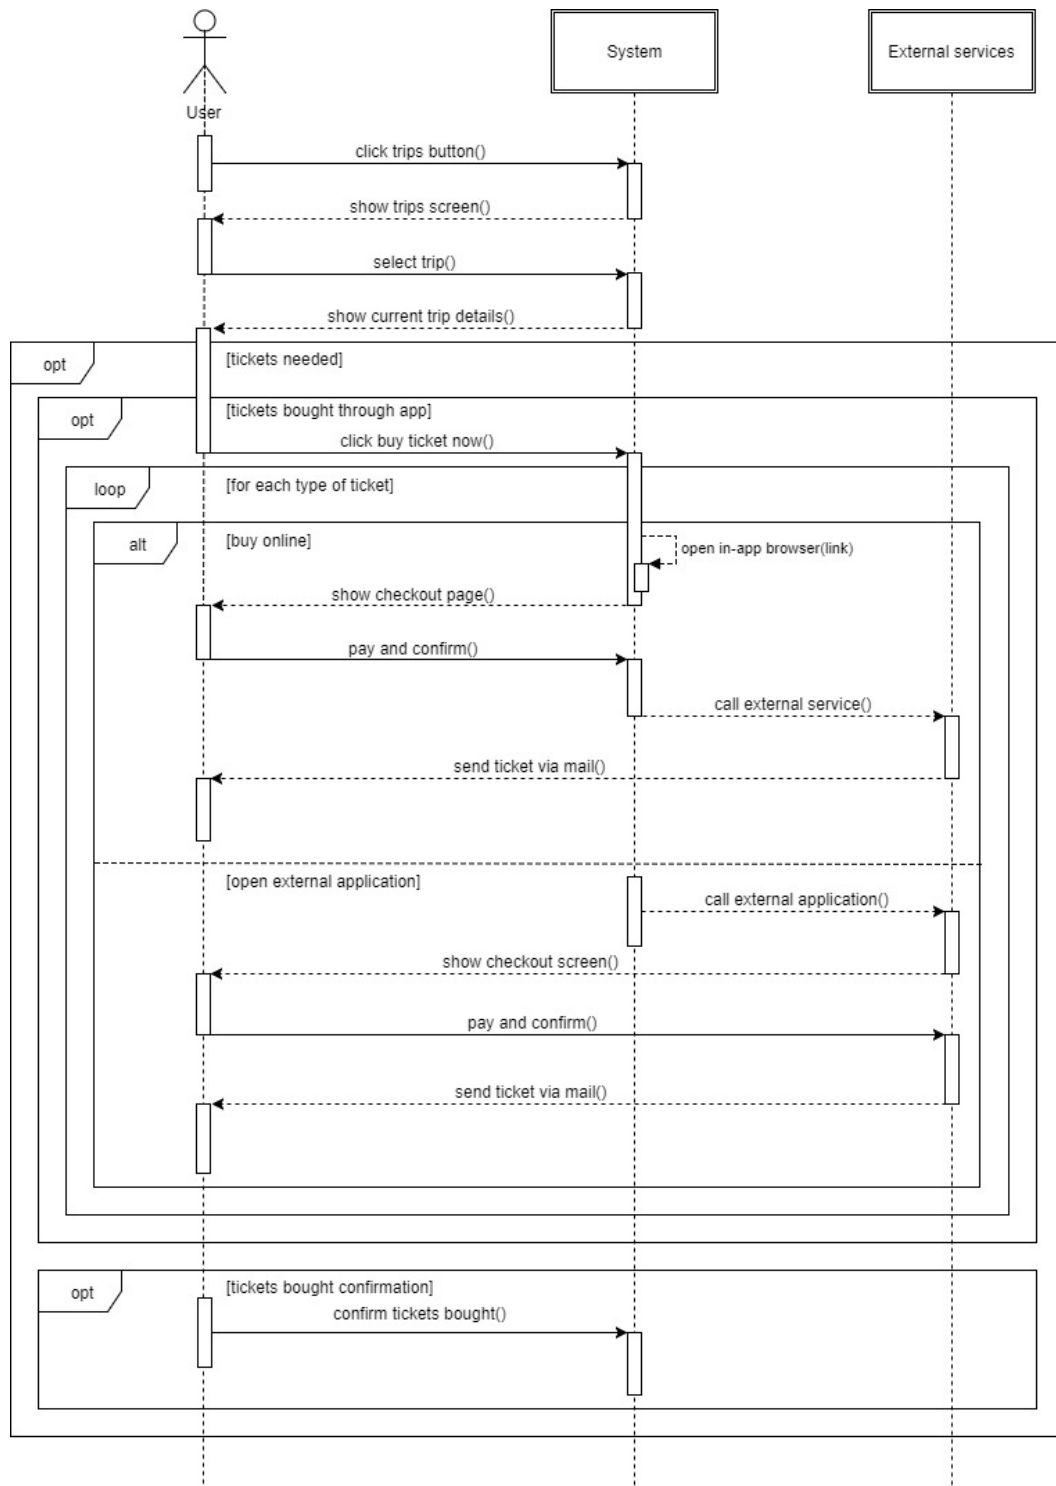 System
External services
User
click trips button()
show trips screen()
select trip()
show current trip details()
opt
[tickets needed]
opt
[tickets bought through app]
click buy ticket now()
loop
[for each type of ticket]
alt
[buy online]
open in-app browser(link)
show checkout page()
pay and confirm()
call external service()
send ticket via mail()
[open external application]
call external application()
show checkout screen()
pay and confirm()
send ticket via mail()
opt
[tickets bought confirmation]
confirm tickets bought()